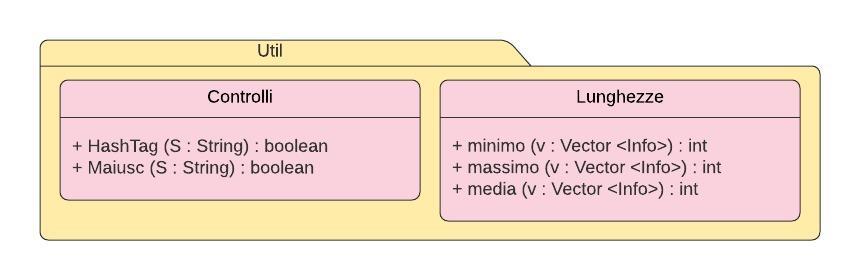 Util
Controlli
+ HashTag (S : String) : boolean
+ Maiusc (S : String) : boolean
Lunghezze
+ minimo (v : Vector <Info>) : int
+ massimo (v : Vector <Info>) : int
+ media (v : Vector <Info>) : int